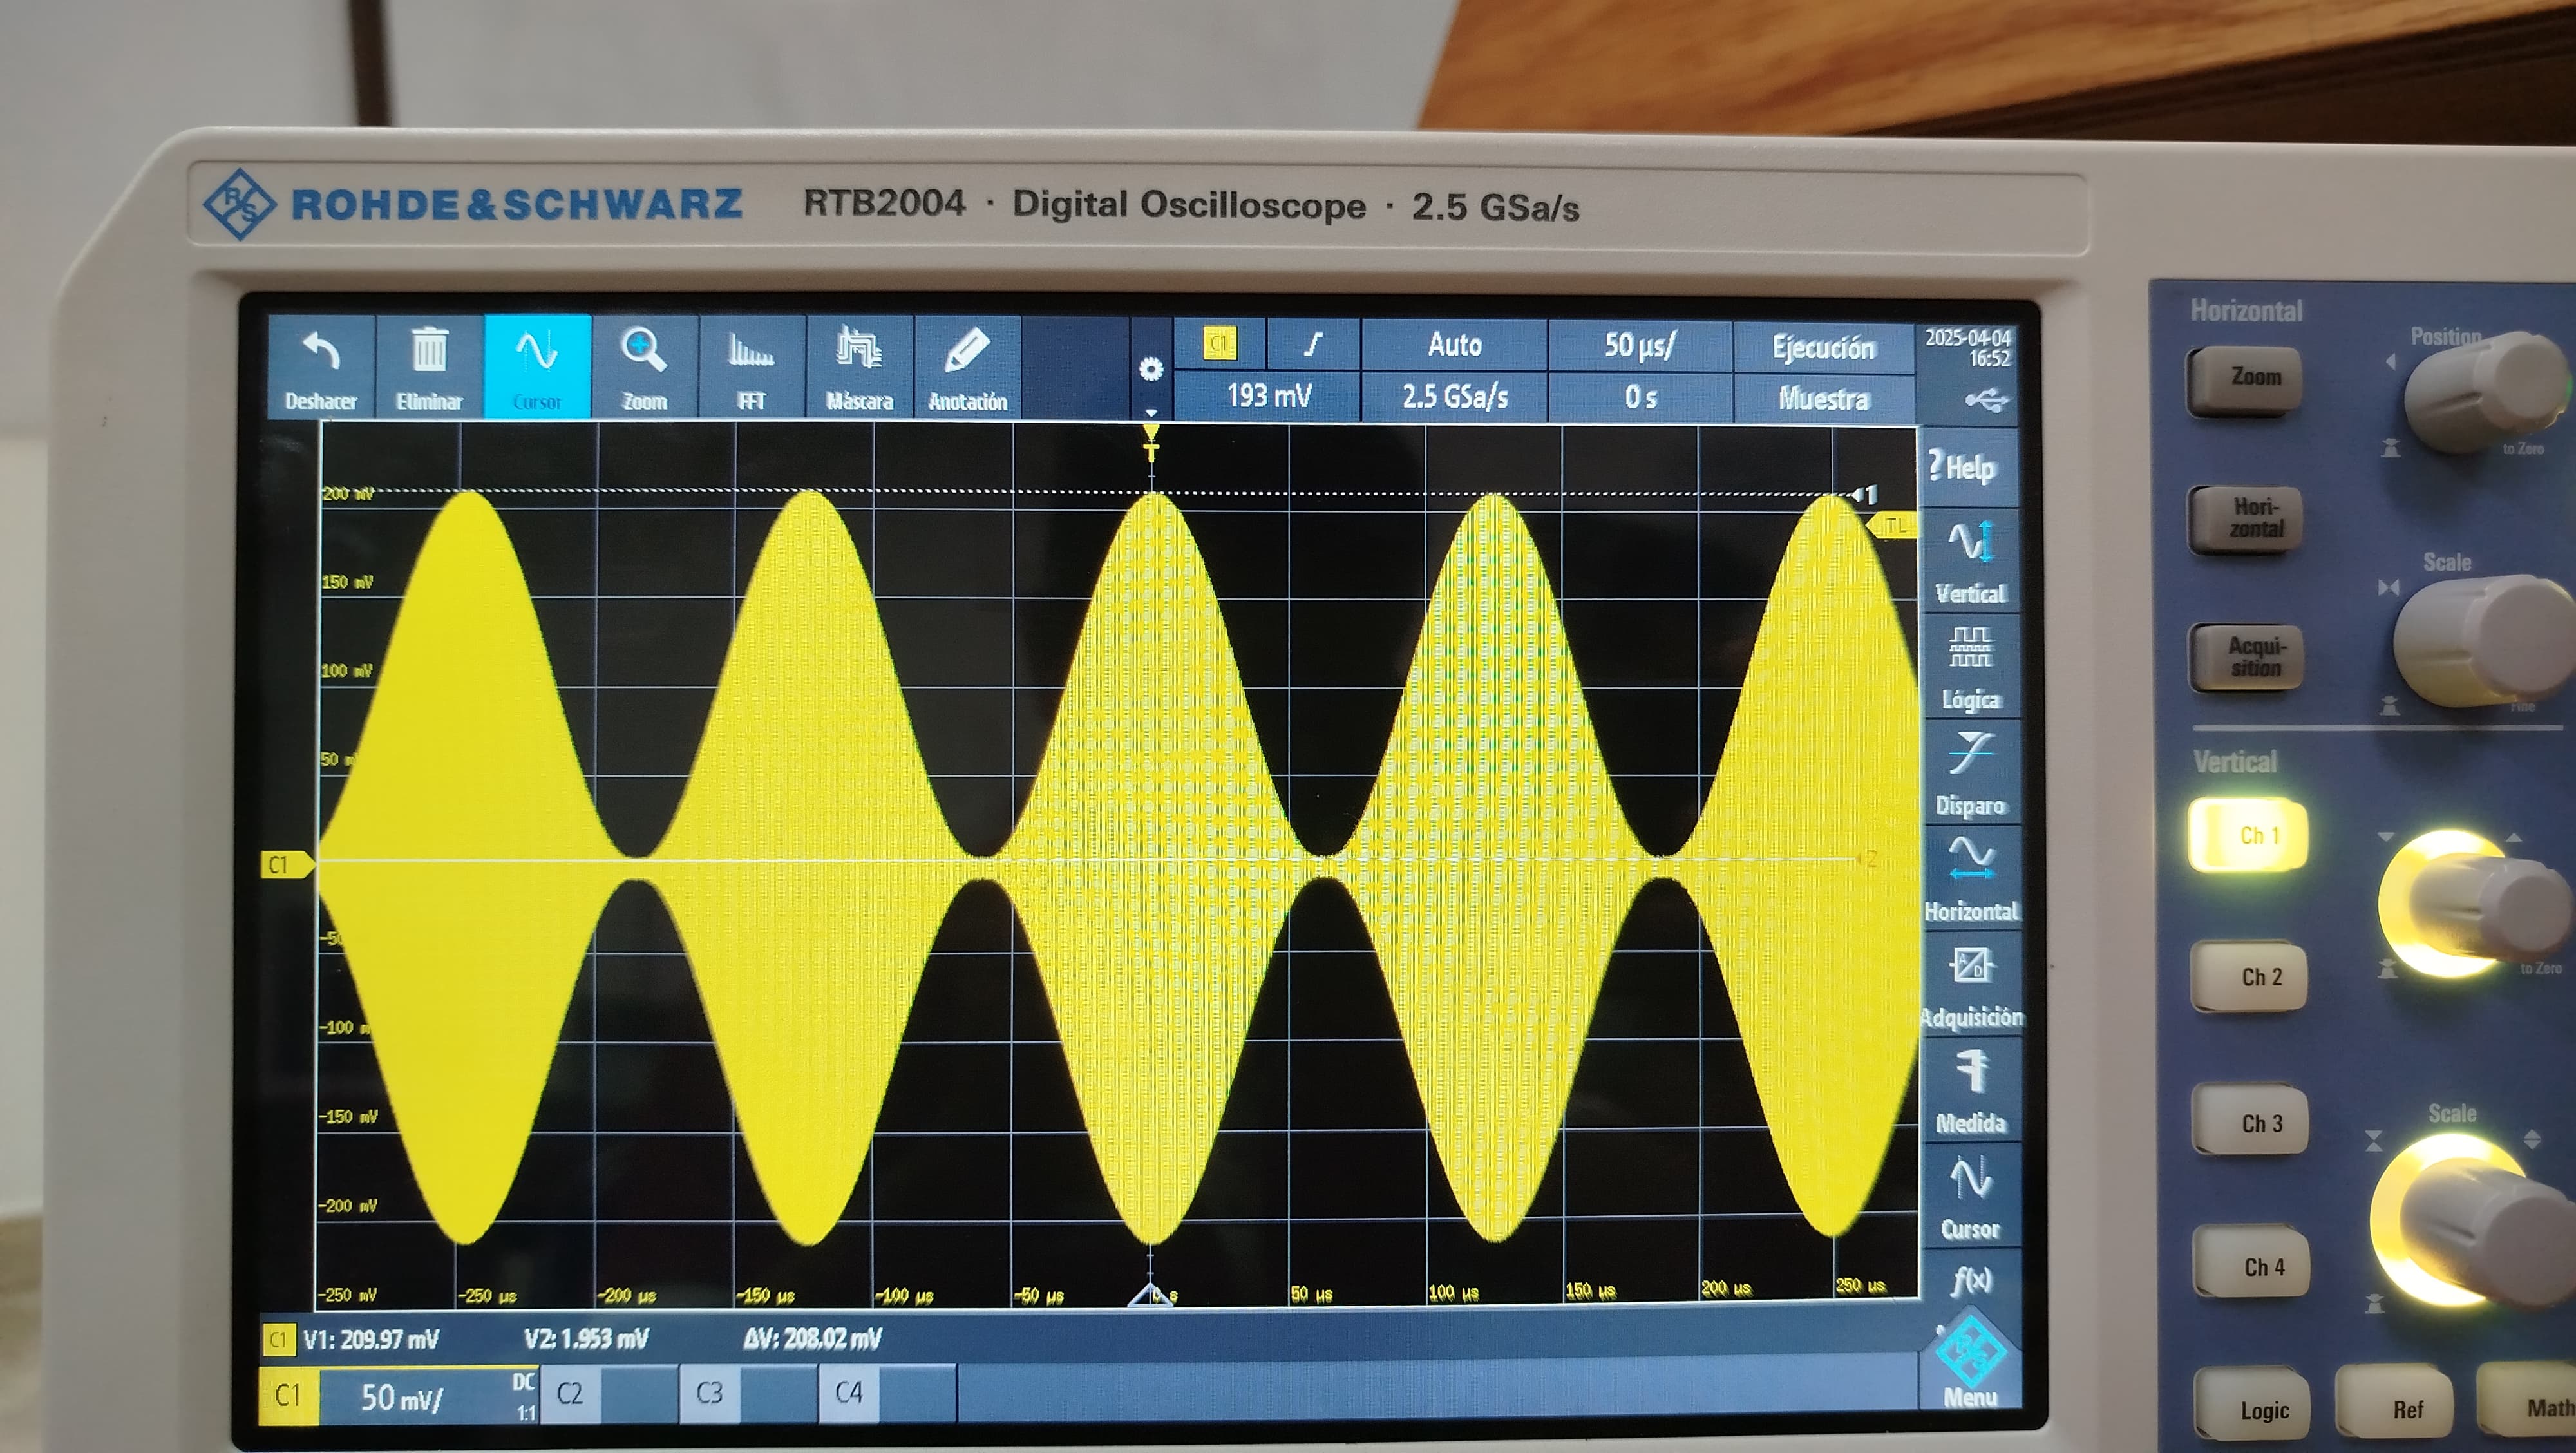 ROHDE&SCHWARZ RTB2004 · Digital Oscilloscope · 2.5 GSa/s
Deshacer Eliminar Cursor Zoom FFT Máscara Anotación
C1 Auto 50 µs/ Ejecución
193 mV 2.5 GSa/s 0 s Muestra
2025-04-04
16:52
T
200 mV
1
TL
150 mV
100 mV
50 m
C1
2
-50
-100 m
-150 mV
-200 mV
-250 mV -250 µs -200 µs -150 µs -100 µs -50 µs 0 s 50 µs 100 µs 150 µs 200 µs 250 µs
? Help
Vertical
Lógica
Disparo
Horizontal
A/D
Adquisición
Medida
Cursor
f(x)
Menu
C1 V1: 209.97 mV V2: 1.953 mV ΔV: 208.02 mV
C1 50 mV/ DC
1:1
C2 C3 C4
Horizontal
Position
Zoom
to Zero
Hori-
zontal
Scale
Acqui-
sition
Fine
Vertical
Ch 1
Ch 2
to Zero
Ch 3
Scale
Ch 4
Logic Ref Math